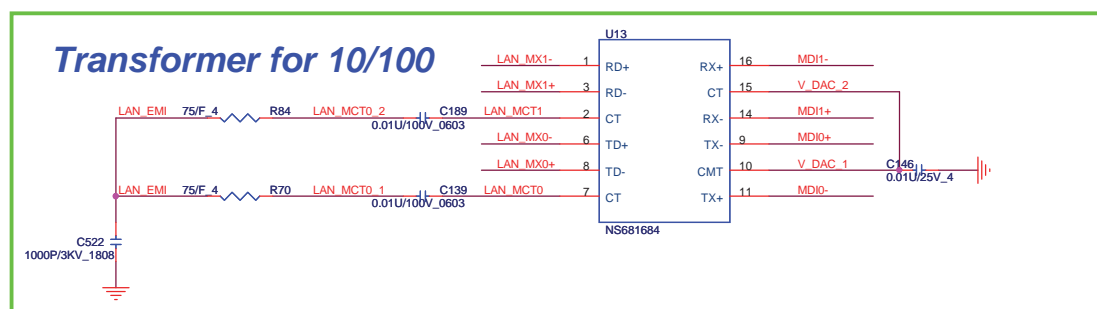 Transformer for 10/100
U13
LAN_MX1- 1 RD+ RX+ 16 MDI1-
LAN_MX1+ 3 RD- CT 15 V_DAC_2
LAN_EMI 75/F_4 R84 LAN_MCT0_2 C189 LAN_MCT1 2 CT RX- 14 MDI1+
0.01U/100V_0603
LAN_MX0- 6 TD+ TX- 9 MDI0+
LAN_MX0+ 8 TD- CMT 10 V_DAC_1 C146
0.01U/25V_4
LAN_EMI 75/F_4 R70 LAN_MCT0_1 C139 LAN_MCT0 7 CT TX+ 11 MDI0-
0.01U/100V_0603
NS681684
C522
1000P/3KV_1808